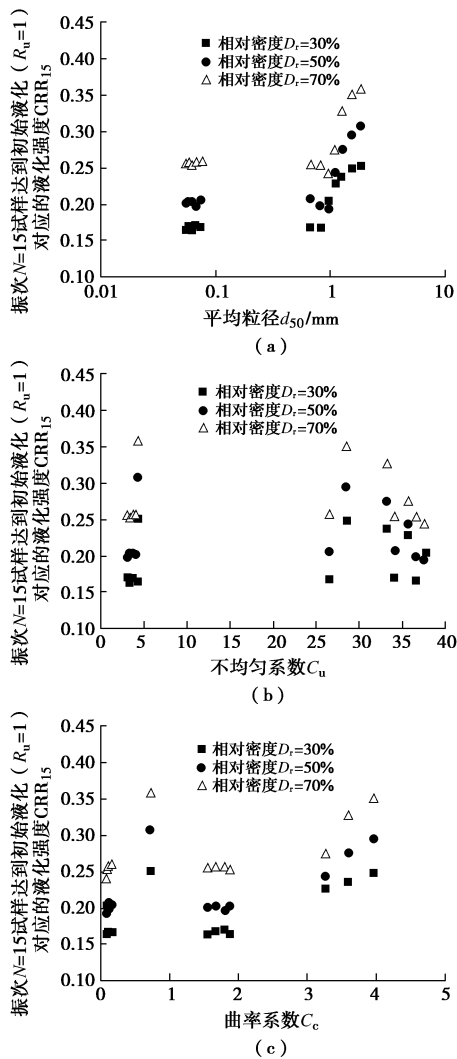 振次N=15试样达到初始液化（Ru=1）
对应的液化强度CRR15
0.45
0.40
0.35
0.30
0.25
0.20
0.15
0.10
相对密度Dr=30%
相对密度Dr=50%
相对密度Dr=70%
0.01
0.1
1
10
平均粒径d50/mm
（a）
振次N=15试样达到初始液化（Ru=1）
对应的液化强度CRR15
0.45
0.40
0.35
0.30
0.25
0.20
0.15
0.10
相对密度Dr=30%
相对密度Dr=50%
相对密度Dr=70%
0
5
10
15
20
25
30
35
40
不均匀系数Cu
（b）
振次N=15试样达到初始液化（Ru=1）
对应的液化强度CRR15
0.45
0.40
0.35
0.30
0.25
0.20
0.15
0.10
相对密度Dr=30%
相对密度Dr=50%
相对密度Dr=70%
0
1
2
3
4
5
曲率系数Cc
（c）